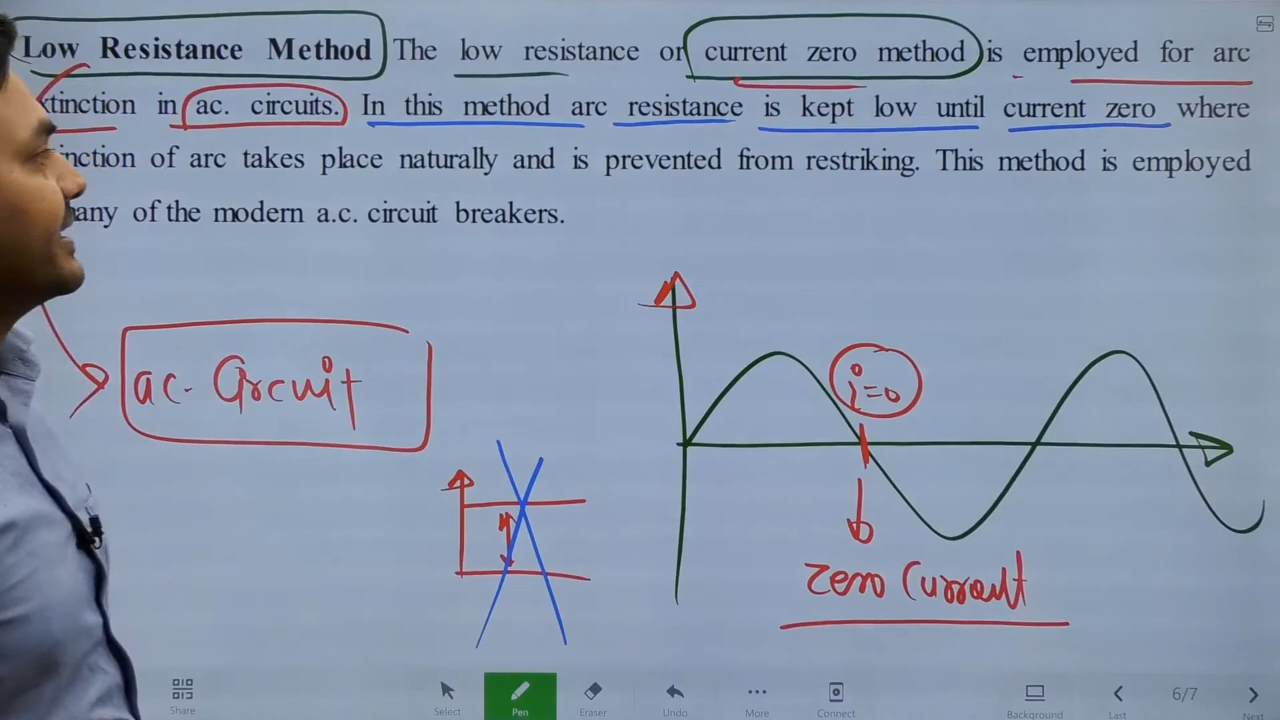 Low Resistance Method The low resistance or current zero method is employed for arc
xtinction in ac. circuits. In this method arc resistance is kept low until current zero where
inction of arc takes place naturally and is prevented from restriking. This method is employed
any of the modern a.c. circuit breakers.
i=0
ac. Circuit
zero Current
Share
Select
Pen
Eraser
Undo
More
Connect
Background
Last
6/7
Next